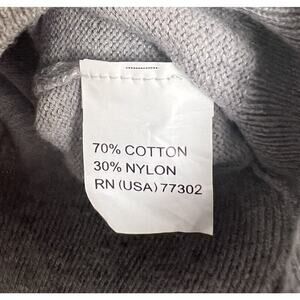 70% COTTON
30% NYLON
RN (USA) 77302